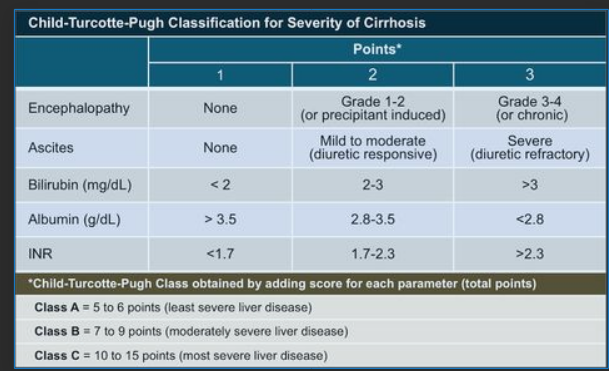 Child-Turcotte-Pugh Classification for Severity of Cirrhosis
Points*
1 2 3
Encephalopathy None Grade 1-2 (or precipitant induced) Grade 3-4 (or chronic)
Ascites None Mild to moderate (diuretic responsive) Severe (diuretic refractory)
Bilirubin (mg/dL) < 2 2-3 >3
Albumin (g/dL) > 3.5 2.8-3.5 <2.8
INR <1.7 1.7-2.3 >2.3
*Child-Turcotte-Pugh Class obtained by adding score for each parameter (total points)
Class A = 5 to 6 points (least severe liver disease)
Class B = 7 to 9 points (moderately severe liver disease)
Class C = 10 to 15 points (most severe liver disease)